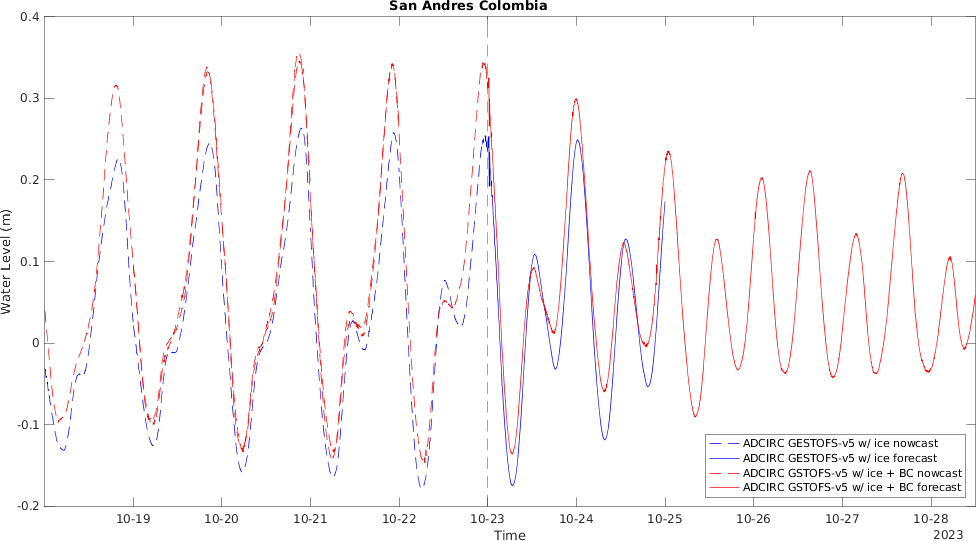 San Andres Colombia
0.4
0.3
0.2
0.1
0
-0.1
-0.2
Water Level (m)
10-19 10-20 10-21 10-22 10-23 10-24 10-25 10-26 10-27 10-28
Time
2023
ADCIRC GESTOFS-v5 w/ ice nowcast
ADCIRC GESTOFS-v5 w/ ice forecast
ADCIRC GSTOFS-v5 w/ ice + BC nowcast
ADCIRC GSTOFS-v5 w/ ice + BC forecast